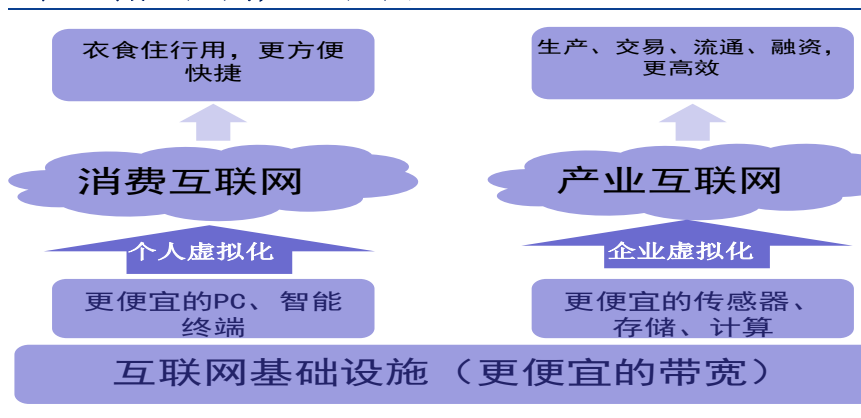 衣食住行用，更方便
快捷
消费互联网
个人虚拟化
更便宜的PC、智能
终端
生产、交易、流通、融资，
更高效
产业互联网
企业虚拟化
更便宜的传感器、
存储、计算
互联网基础设施（更便宜的带宽）